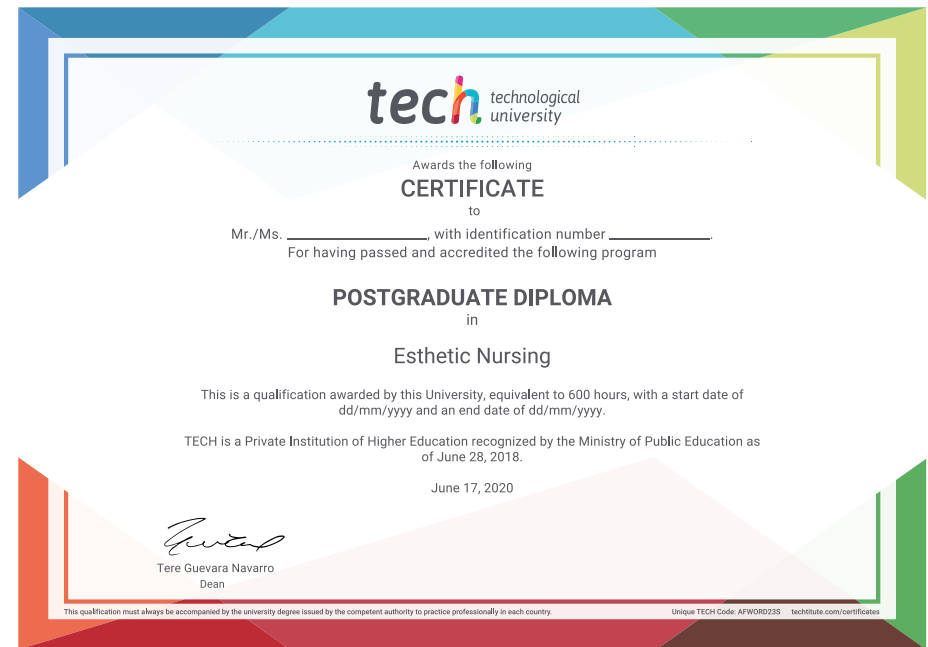 tech technological
university
Awards the following
CERTIFICATE
to
Mr./Ms. ____________________, with identification number ______________.
For having passed and accredited the following program
POSTGRADUATE DIPLOMA
in
Esthetic Nursing
This is a qualification awarded by this University, equivalent to 600 hours, with a start date of
dd/mm/yyyy and an end date of dd/mm/yyyy.
TECH is a Private Institution of Higher Education recognized by the Ministry of Public Education as
of June 28, 2018.
June 17, 2020
Tere Guevara Navarro
Dean
This qualification must always be accompanied by the university degree issued by the competent authority to practice professionally in each country.
Unique TECH Code: AFWORD23S techtitute.com/certificates